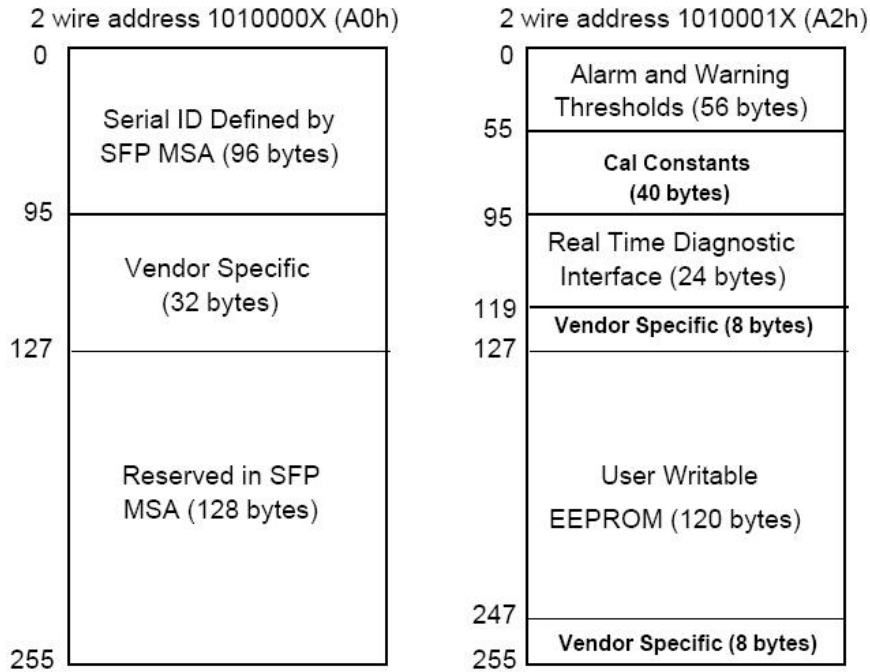 2 wire address 1010000X (A0h)
0
Serial ID Defined by
SFP MSA (96 bytes)
95
Vendor Specific
(32 bytes)
127
Reserved in SFP
MSA (128 bytes)
255
2 wire address 1010001X (A2h)
0
Alarm and Warning
Thresholds (56 bytes)
55
Cal Constants
(40 bytes)
95
Real Time Diagnostic
Interface (24 bytes)
119
Vendor Specific (8 bytes)
127
User Writable
EEPROM (120 bytes)
247
Vendor Specific (8 bytes)
255